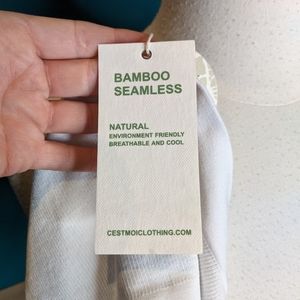 BAMBOO
SEAMLESS
NATURAL
ENVIRONMENT FRIENDLY
BREATHABLE AND COOL
CESTMOICLOTHING.COM